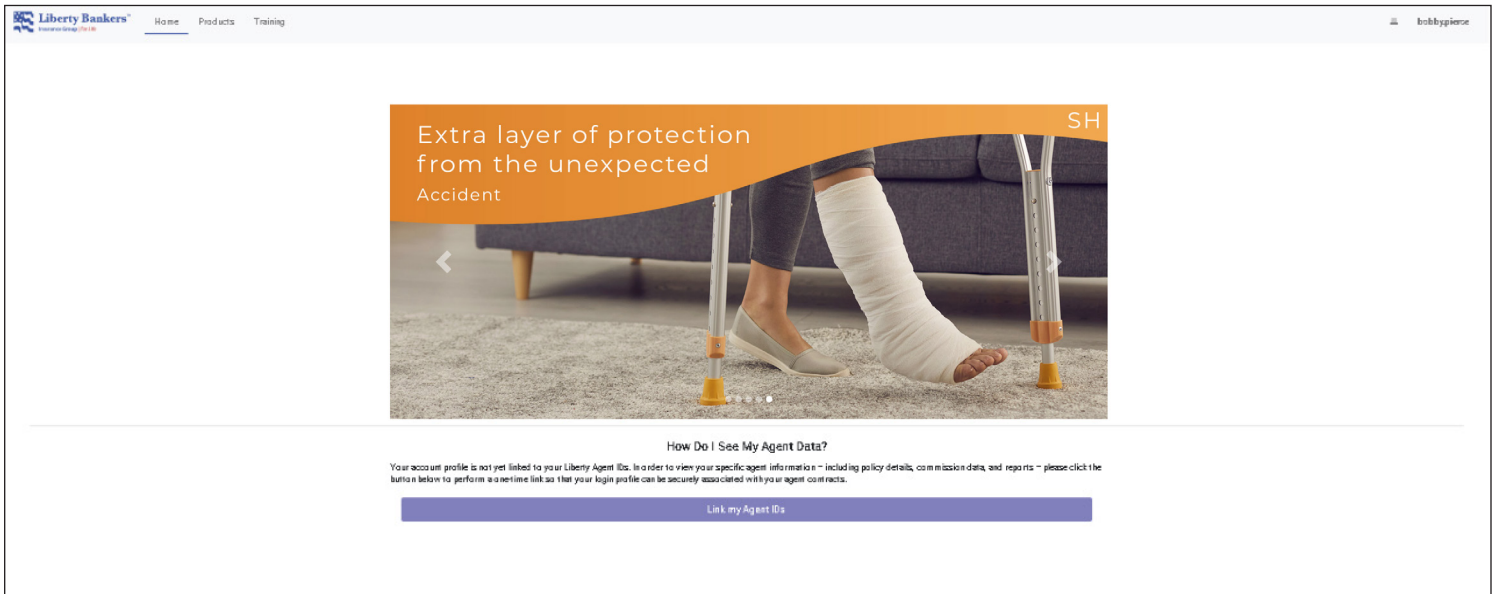 Liberty Bankers
Insurance Group
Home Products Training
bobby.pierce
SH
Extra layer of protection
from the unexpected
Accident
How Do I See My Agent Data?
Your account profile is not yet linked to your Liberty Agent IDs. In order to view your specific agent information – including policy details, commission data, and reports – please click the
button below to perform a one-time link so that your login profile can be securely associated with your agent contracts.
Link my Agent IDs